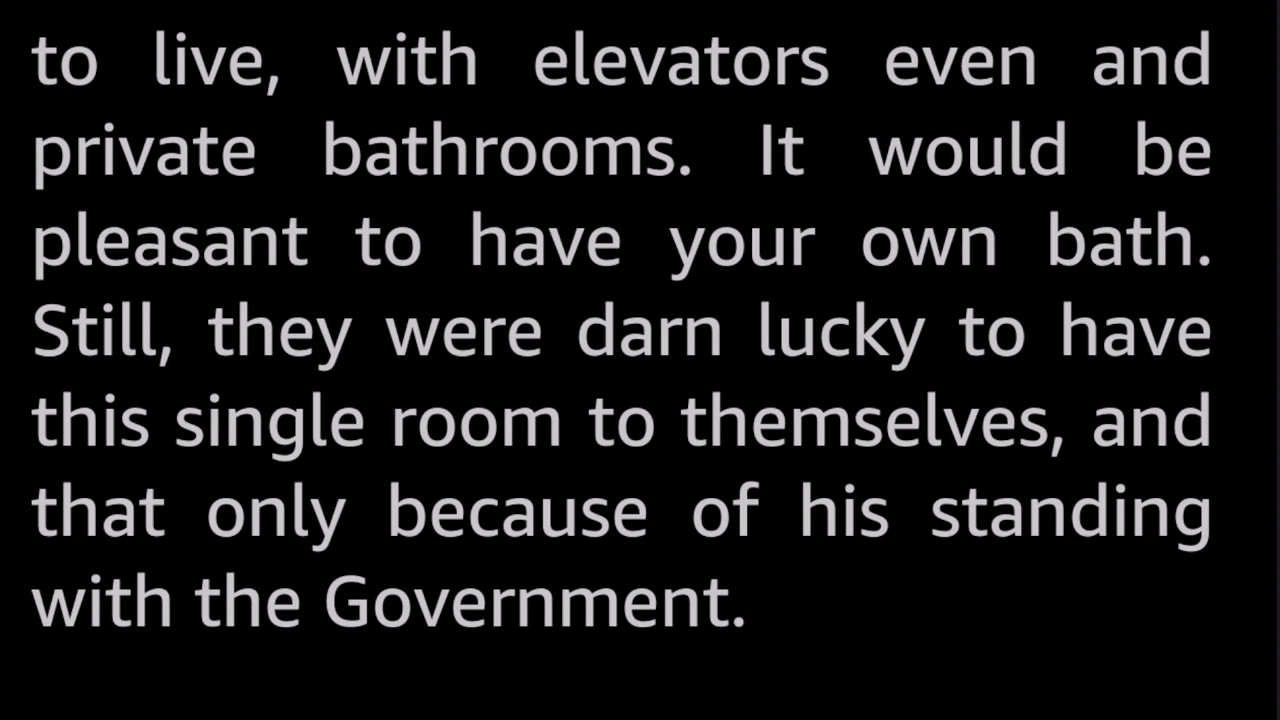 to live, with elevators even and
private bathrooms. It would be
pleasant to have your own bath.
Still, they were darn lucky to have
this single room to themselves, and
that only because of his standing
with the Government.